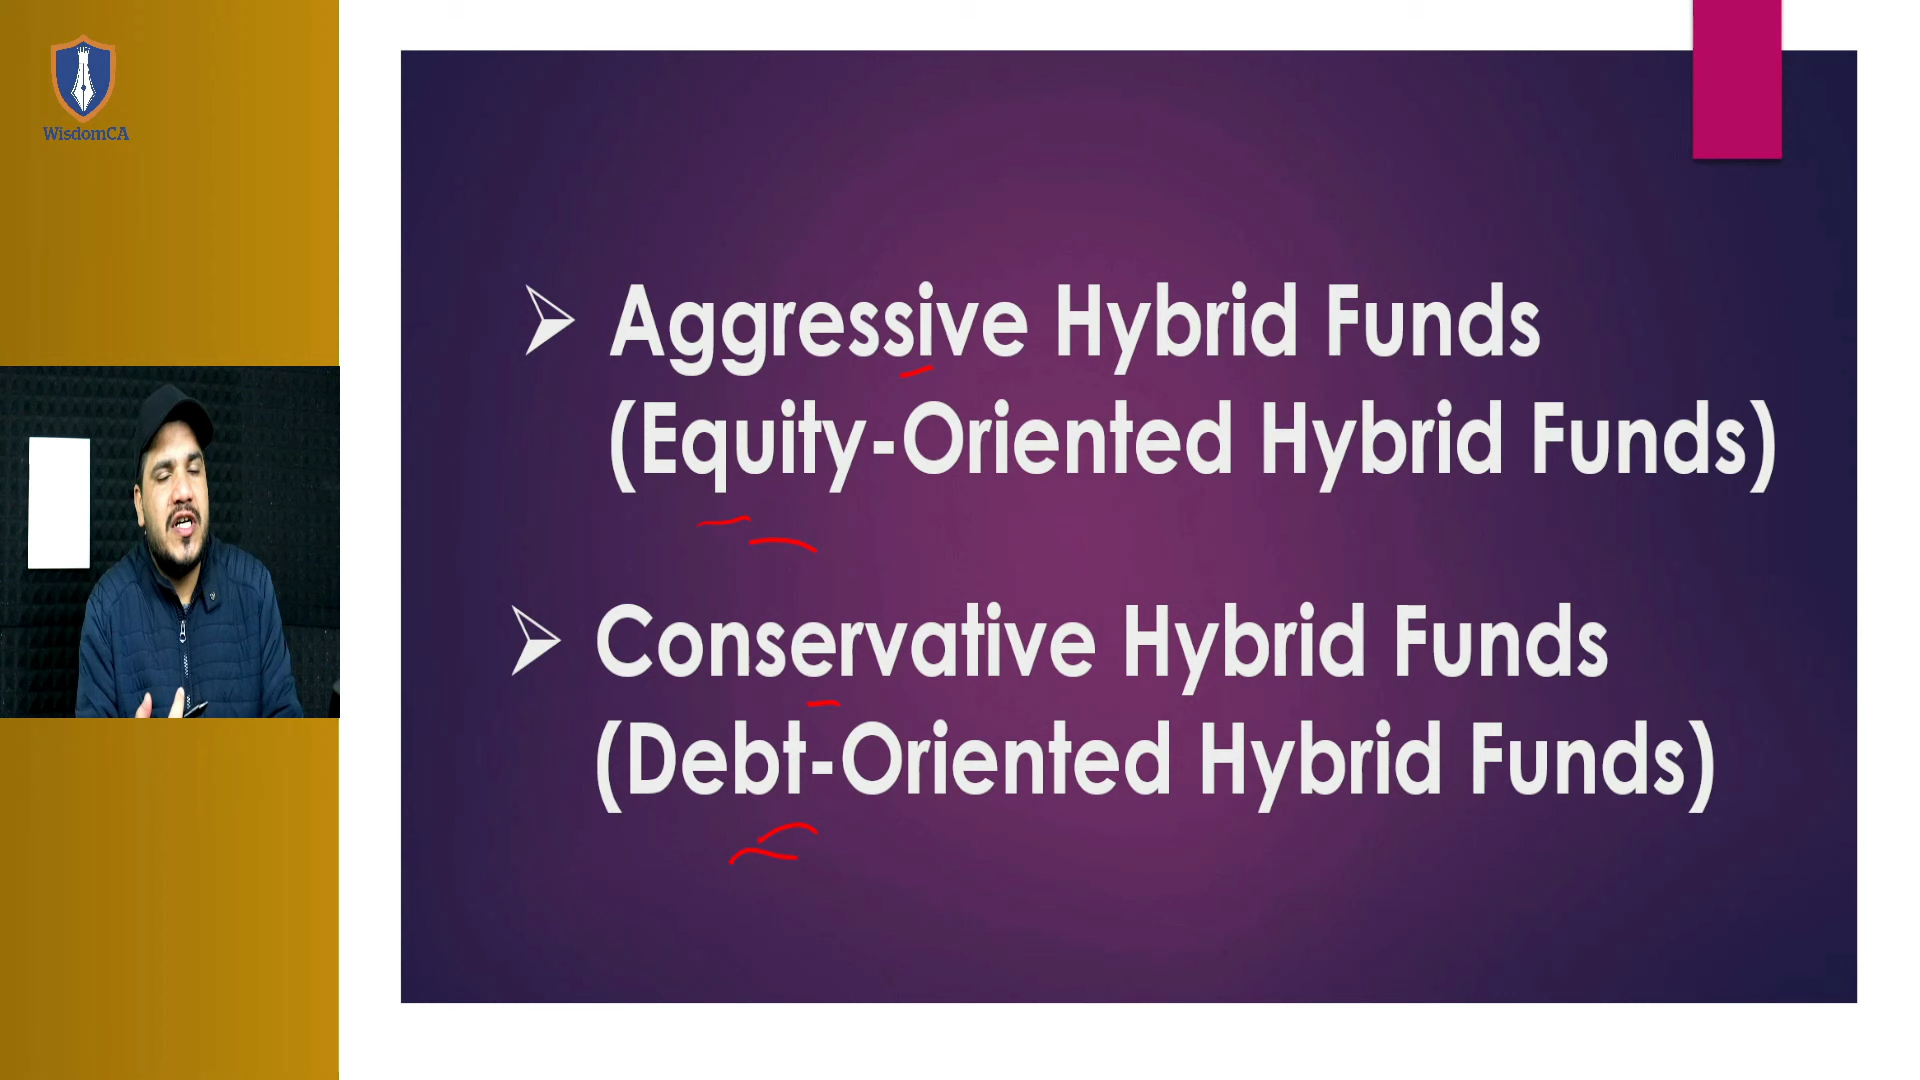 WisdomCA
Aggressive Hybrid Funds
(Equity-Oriented Hybrid Funds)
Conservative Hybrid Funds
(Debt-Oriented Hybrid Funds)